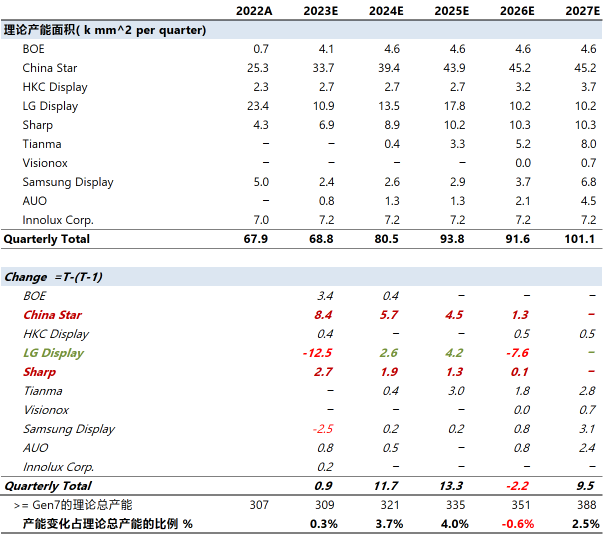 2022A 2023E 2024E 2025E 2026E 2027E
理论产能面积( k mm^2 per quarter)
BOE 0.7 4.1 4.6 4.6 4.6 4.6
China Star 25.3 33.7 39.4 43.9 45.2 45.2
HKC Display 2.3 2.7 2.7 2.7 3.2 3.7
LG Display 23.4 10.9 13.5 17.8 10.2 10.2
Sharp 4.3 6.9 8.9 10.2 10.3 10.3
Tianma – – 0.4 3.3 5.2 8.0
Visionox – – – – 0.0 0.7
Samsung Display 5.0 2.4 2.6 2.9 3.7 6.8
AUO – 0.8 1.3 1.3 2.1 4.5
Innolux Corp. 7.0 7.2 7.2 7.2 7.2 7.2
Quarterly Total 67.9 68.8 80.5 93.8 91.6 101.1
Change =T-(T-1)
BOE 3.4 0.4 – – –
China Star 8.4 5.7 4.5 1.3 –
HKC Display 0.4 – – 0.5 0.5
LG Display -12.5 2.6 4.2 -7.6 –
Sharp 2.7 1.9 1.3 0.1 –
Tianma – 0.4 3.0 1.8 2.8
Visionox – – – 0.0 0.7
Samsung Display -2.5 0.2 0.2 0.8 3.1
AUO 0.8 0.5 – 0.8 2.4
Innolux Corp. 0.2 – – – –
Quarterly Total 0.9 11.7 13.3 -2.2 9.5
>= Gen7的理论总产能 307 309 321 335 351 388
产能变化占理论总产能的比例 % 0.3% 3.7% 4.0% -0.6% 2.5%